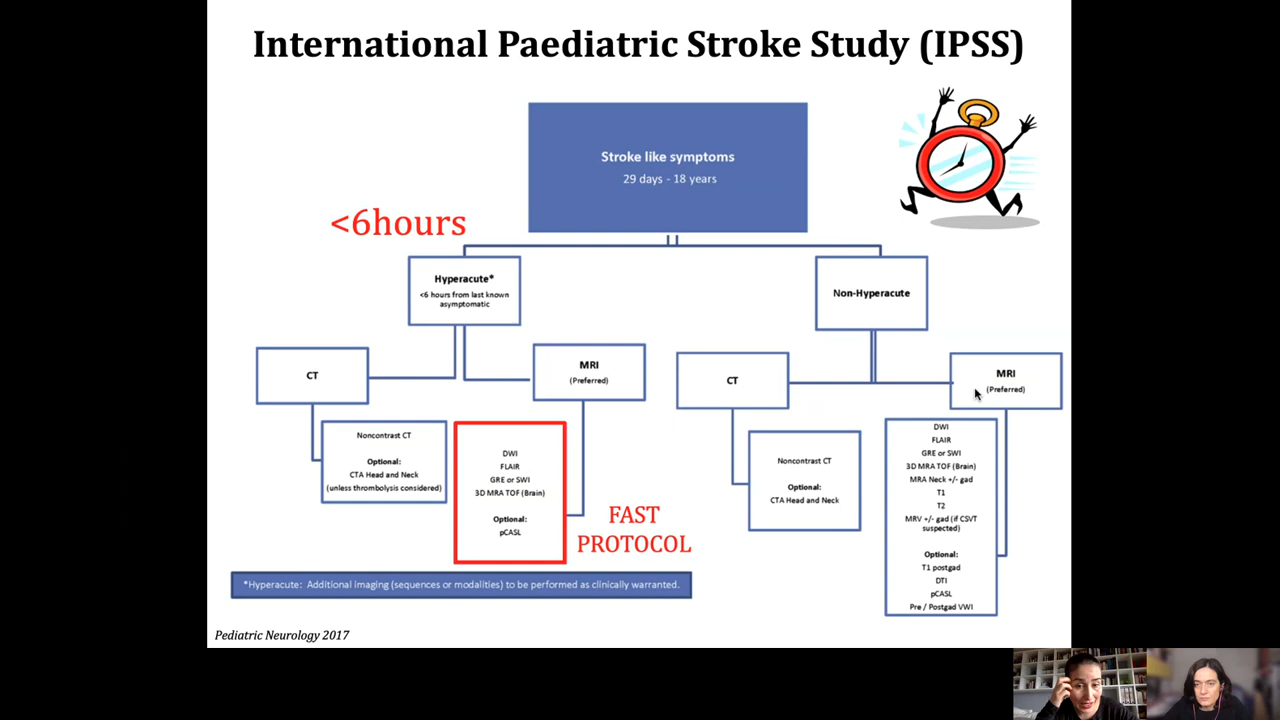 International Paediatric Stroke Study (IPSS)
Stroke like symptoms
29 days - 18 years
<6hours
Hyperacute*
<6 hours from last known
asymptomatic
Non-Hyperacute
CT
MRI
(Preferred)
CT
MRI
(Preferred)
Noncontrast CT
Optional:
CTA Head and Neck
(unless thrombolysis considered)
DWI
FLAIR
GRE or SWI
3D MRA TOF (Brain)
Optional:
pCASL
FAST
PROTOCOL
Noncontrast CT
Optional:
CTA Head and Neck
DWI
FLAIR
GRE or SWI
3D MRA TOF (Brain)
MRA Neck +/- gad
T1
T2
MRV +/- gad (if CSVT
suspected)
Optional:
T1 postgad
DTI
pCASL
Pre / Postgad VWI
*Hyperacute: Additional imaging (sequences or modalities) to be performed as clinically warranted.
Pediatric Neurology 2017